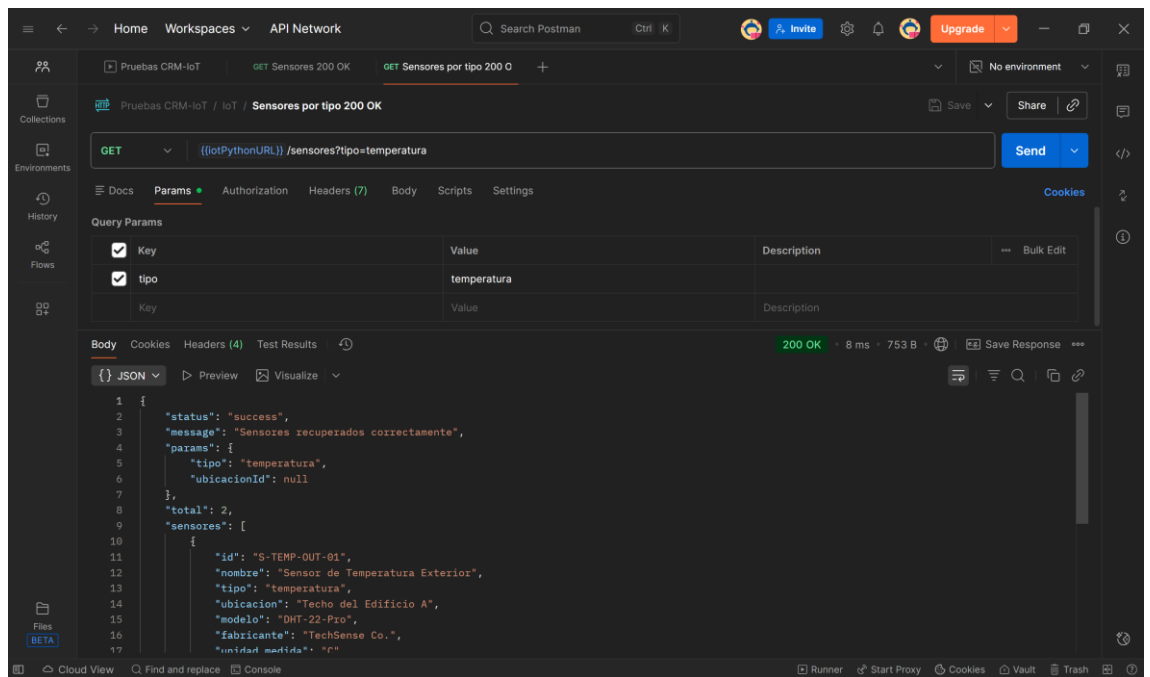 Home Workspaces API Network Search Postman Ctrl K Invite Upgrade
Pruebas CRM-IoT GET Sensores 200 OK GET Sensores por tipo 200 O No environment
Collections
Environments
History
Flows
Files
BETA
HTTP Pruebas CRM-IoT / IoT / Sensores por tipo 200 OK Save Share
GET {{iotPythonURL}} /sensores?tipo=temperatura Send
Docs Params Authorization Headers (7) Body Scripts Settings Cookies
Query Params
Key Value Description Bulk Edit
tipo temperatura
Key Value Description
Body Cookies Headers (4) Test Results 200 OK 8 ms 753 B Save Response
{} JSON Preview Visualize
1 {
2 "status": "success",
3 "message": "Sensores recuperados correctamente",
4 "params": {
5 "tipo": "temperatura",
6 "ubicacionId": null
7 },
8 "total": 2,
9 "sensores": [
10 {
11 "id": "S-TEMP-OUT-01",
12 "nombre": "Sensor de Temperatura Exterior",
13 "tipo": "temperatura",
14 "ubicacion": "Techo del Edificio A",
15 "modelo": "DHT-22-Pro",
16 "fabricante": "TechSense Co.",
17 "unidad_medida": "C"
Cloud View Find and replace Console Runner Start Proxy Cookies Vault Trash